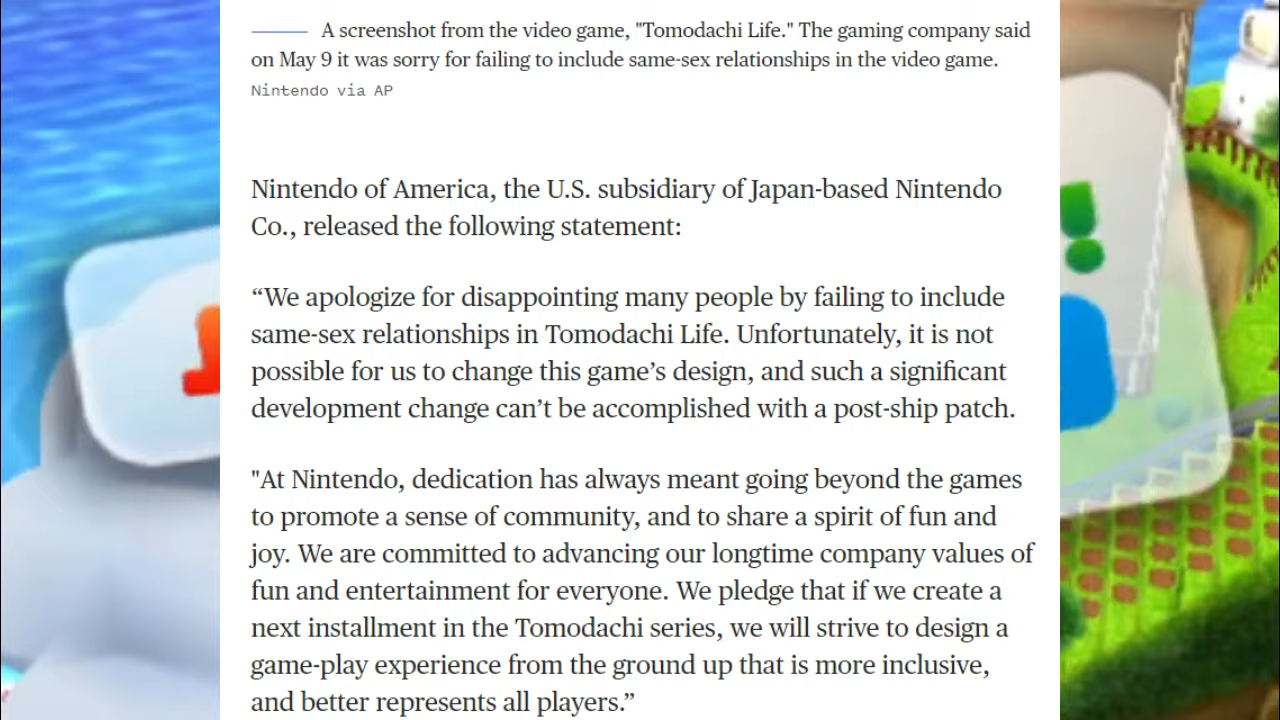 A screenshot from the video game, "Tomodachi Life." The gaming company said
on May 9 it was sorry for failing to include same-sex relationships in the video game.
Nintendo via AP
Nintendo of America, the U.S. subsidiary of Japan-based Nintendo
Co., released the following statement:
“We apologize for disappointing many people by failing to include
same-sex relationships in Tomodachi Life. Unfortunately, it is not
possible for us to change this game’s design, and such a significant
development change can’t be accomplished with a post-ship patch.
"At Nintendo, dedication has always meant going beyond the games
to promote a sense of community, and to share a spirit of fun and
joy. We are committed to advancing our longtime company values of
fun and entertainment for everyone. We pledge that if we create a
next installment in the Tomodachi series, we will strive to design a
game-play experience from the ground up that is more inclusive,
and better represents all players.”